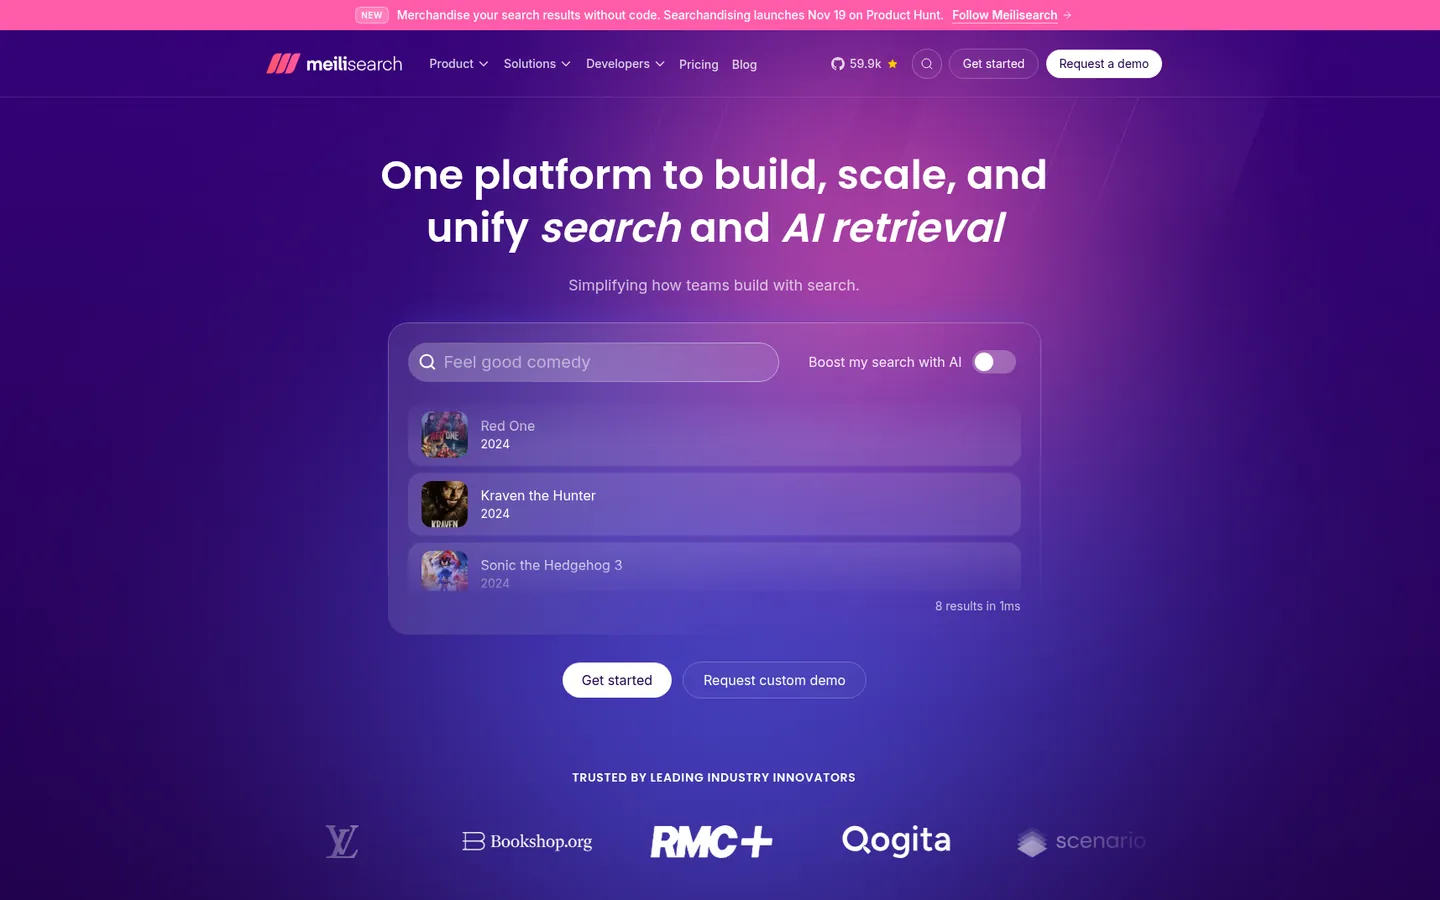 NEW Merchandise your search results without code. Searchandising launches Nov 19 on Product Hunt. Follow Meilisearch →
meilisearch Product Solutions Developers Pricing Blog 59.9k Get started Request a demo
One platform to build, scale, and
unify search and AI retrieval
Simplifying how teams build with search.
Feel good comedy Boost my search with AI
RED ONE
Red One
2024
KRAVEN
Kraven the Hunter
2024
Sonic the Hedgehog 3
2024
8 results in 1ms
Get started Request custom demo
TRUSTED BY LEADING INDUSTRY INNOVATORS
LV Bookshop.org RMC+ Qogita scenario